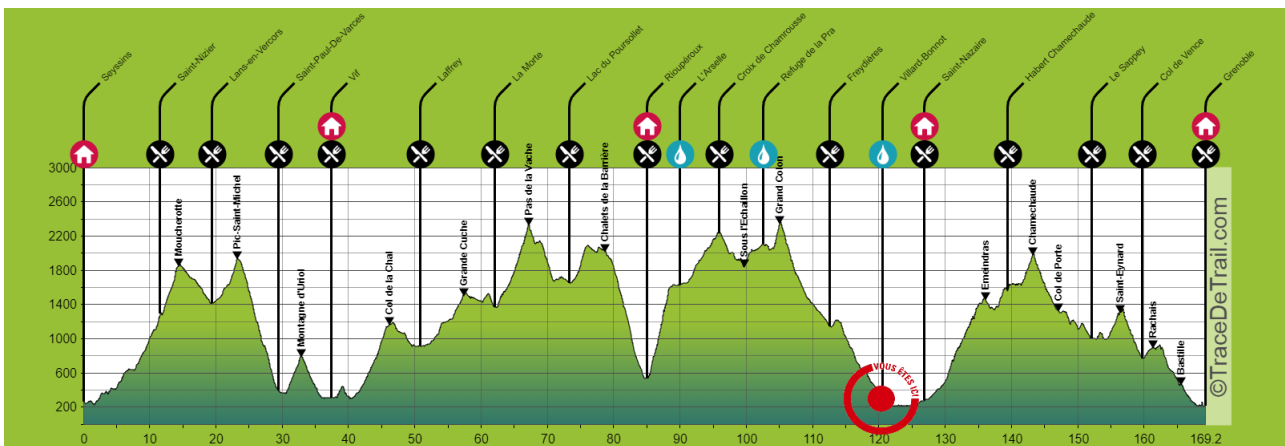 Seyssins
Saint-Nizier
Lans-en-Vercors
Saint-Paul-De-Varces
Vif
Laffrey
La Morte
Lac du Poursollet
Rioupéroux
L'Arselle
Croix de Chamrousse
Refuge de la Pra
Freydières
Villard-Bonnot
Saint-Nazaire
Habert Chamechaude
Le Sappey
Col de Vence
Grenoble
3000
2600
2200
1800
1400
1000
600
200
Moucherotte
Pic-Saint-Michel
Montagne d'Uriol
Col de la Chal
Grande Cuche
Pas de la Vache
Chalets de la Barrière
Sous l'Echaillon
Grand Colon
Emeindras
Chamechaude
Col de Porte
Saint-Eynard
Rachais
Bastille
VOUS ÊTES ICI
©TraceDeTrail.com
0 10 20 30 40 50 60 70 80 90 100 110 120 130 140 150 160 169.2